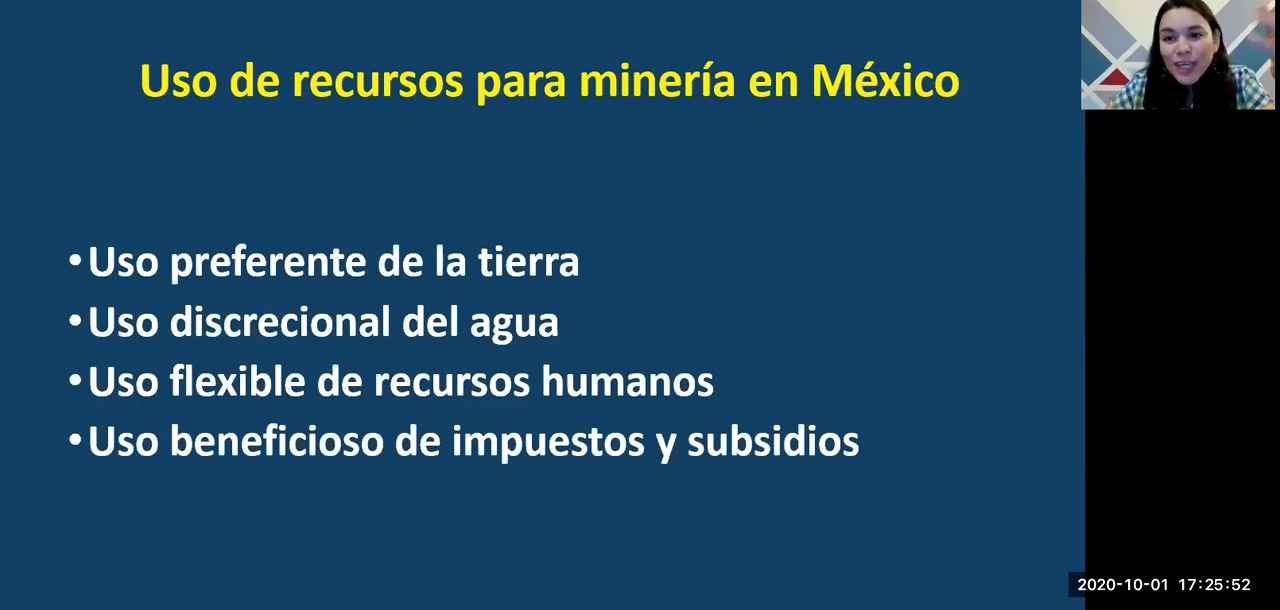 Uso de recursos para minería en México
•Uso preferente de la tierra
•Uso discrecional del agua
•Uso flexible de recursos humanos
•Uso beneficioso de impuestos y subsidios
2020-10-01 17:25:52